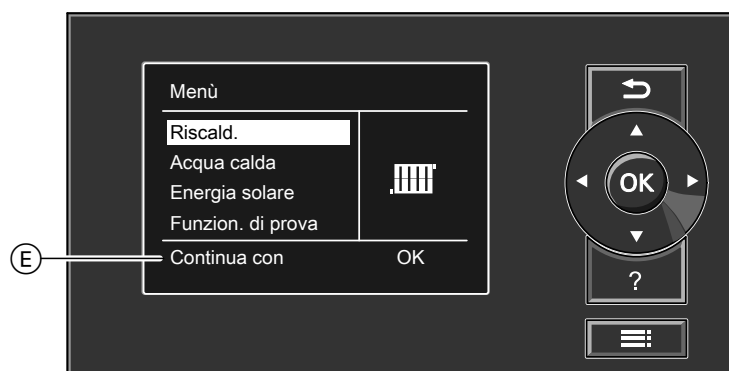 Menù
Riscald.
Acqua calda
Energia solare
Funzion. di prova
Continua con OK
E
OK
?